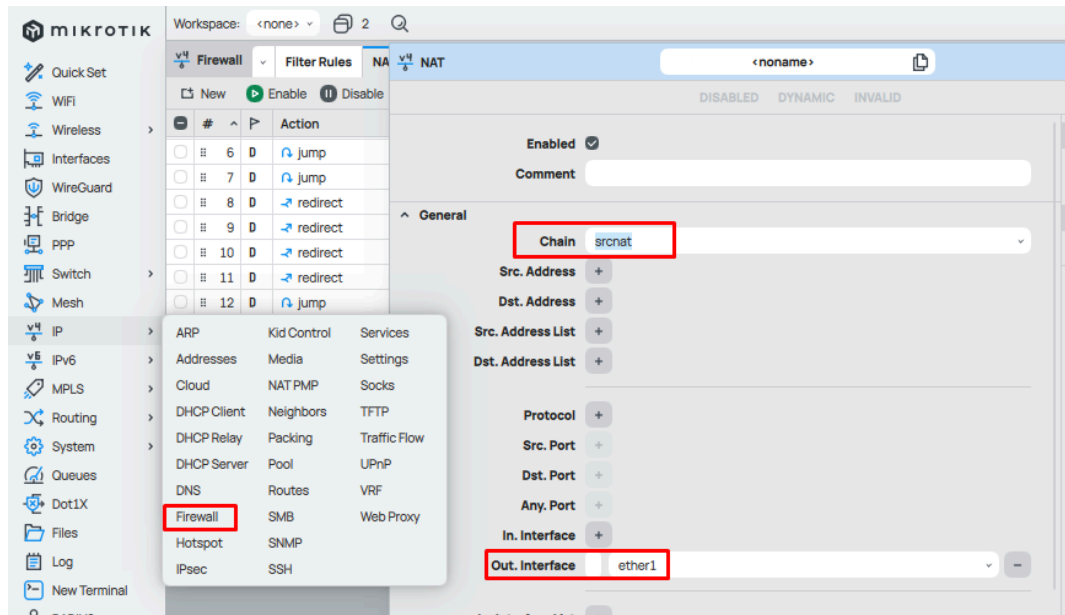 mikrotik
Workspace: <none> 2
Quick Set
WiFi
Wireless
Interfaces
WireGuard
Bridge
PPP
Switch
Mesh
IP
IPv6
MPLS
Routing
System
Queues
Dot1X
Files
Log
New Terminal
v4 Firewall Filter Rules NA
New Enable Disable
# Action
6 D jump
7 D jump
8 D redirect
9 D redirect
10 D redirect
11 D redirect
12 D jump
ARP Kid Control Services
Addresses Media Settings
Cloud NAT PMP Socks
DHCP Client Neighbors TFTP
DHCP Relay Packing Traffic Flow
DHCP Server Pool UPnP
DNS Routes VRF
Firewall SMB Web Proxy
Hotspot SNMP
IPsec SSH
v4 NAT <noname>
DISABLED DYNAMIC INVALID
Enabled
Comment
General
Chain srcnat
Src. Address +
Dst. Address +
Src. Address List +
Dst. Address List +
Protocol +
Src. Port +
Dst. Port +
Any. Port +
In. Interface +
Out. Interface ether1 -